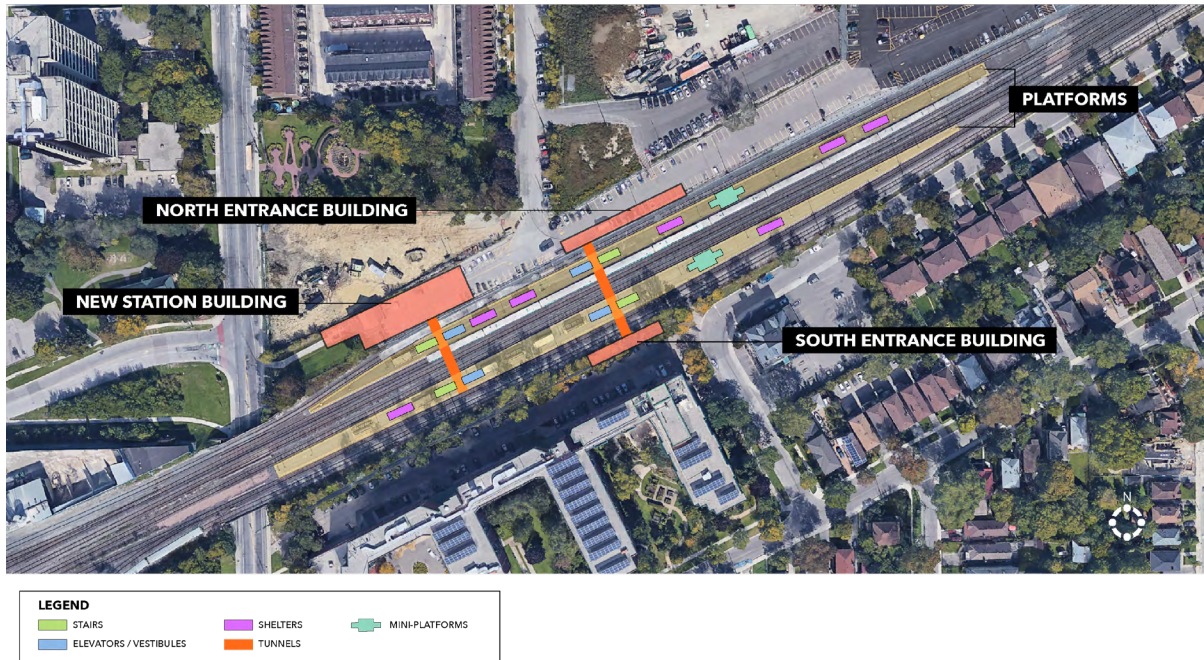 PLATFORMS
NORTH ENTRANCE BUILDING
NEW STATION BUILDING
SOUTH ENTRANCE BUILDING
N
LEGEND
STAIRS
SHELTERS
MINI-PLATFORMS
ELEVATORS / VESTIBULES
TUNNELS